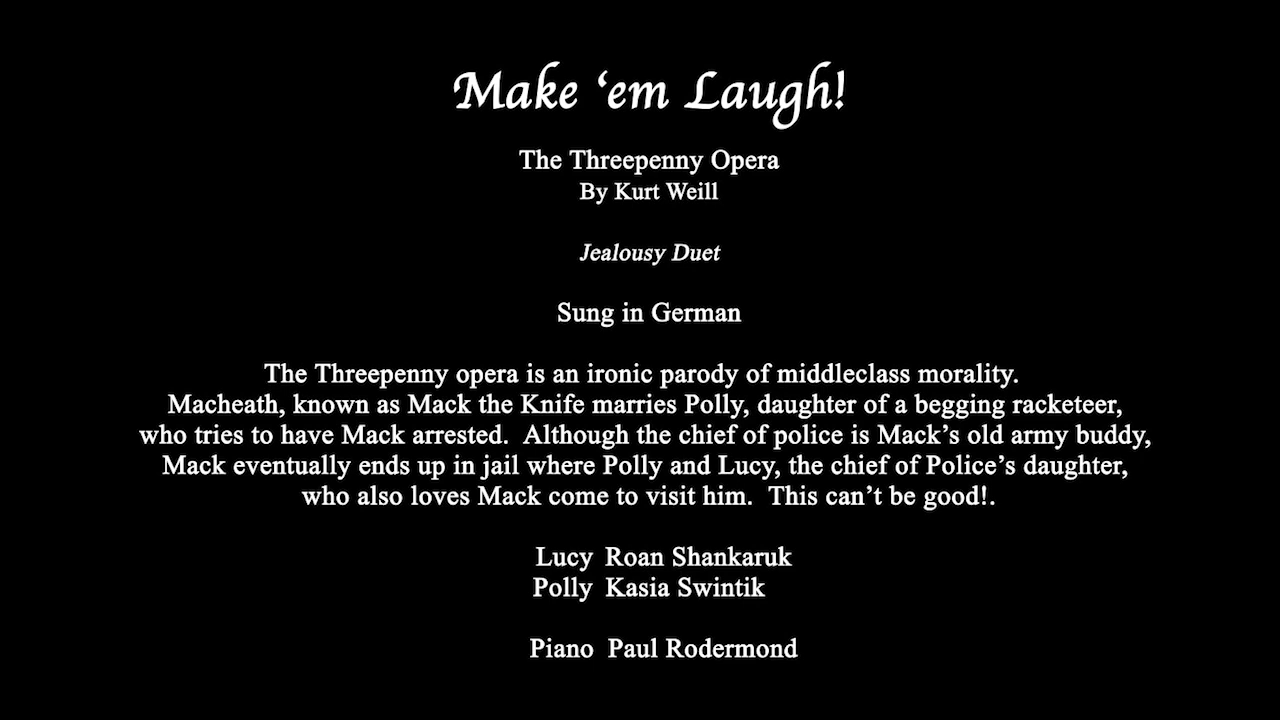 Make ‘em Laugh!
The Threepenny Opera
By Kurt Weill
Jealousy Duet
Sung in German
The Threepenny opera is an ironic parody of middleclass morality.
Macheath, known as Mack the Knife marries Polly, daughter of a begging racketeer,
who tries to have Mack arrested.  Although the chief of police is Mack’s old army buddy,
Mack eventually ends up in jail where Polly and Lucy, the chief of Police’s daughter,
who also loves Mack come to visit him.  This can’t be good!.
Lucy  Roan Shankaruk
Polly  Kasia Swintik
Piano  Paul Rodermond